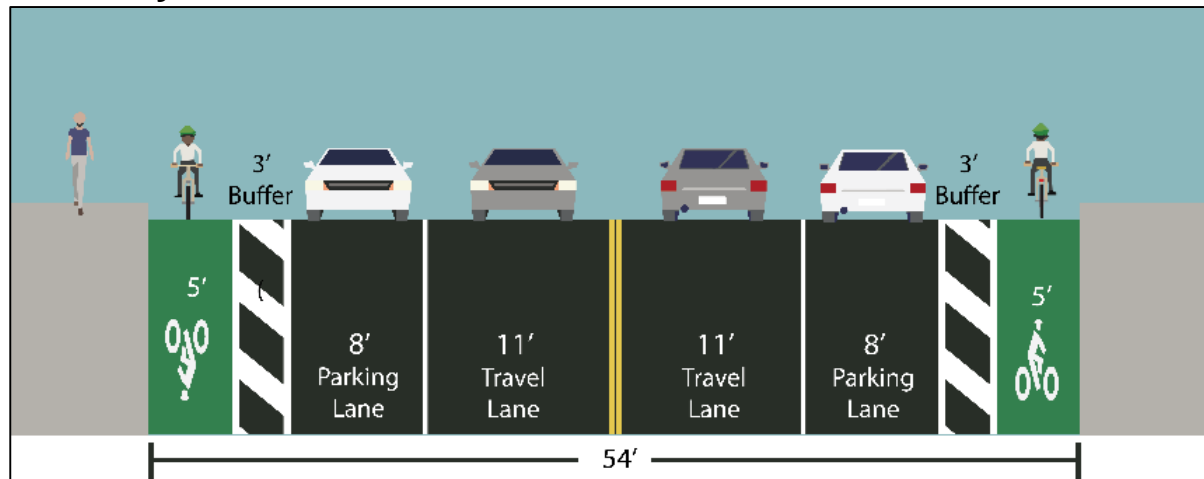 3'
Buffer
3'
Buffer
5'
(
5'
8'
Parking
Lane
11'
Travel
Lane
11'
Travel
Lane
8'
Parking
Lane
54'